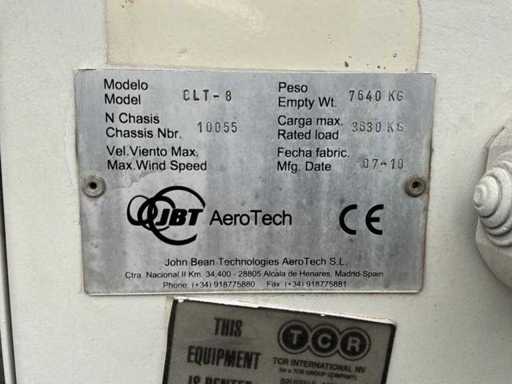 Modelo
Model CLT-8
Peso
Empty Wt. 7640 KG
N Chasis
Chassis Nbr. 10055
Carga max.
Rated load 3630 KG
Vel.Viento Max.
Max.Wind Speed
Fecha fabric.
Mfg. Date 07-10
JBT AeroTech CE
John Bean Technologies AeroTech S.L.
Ctra. Nacional II Km. 34,400 - 28805 Alcala de Henares, Madrid-Spain
Phone: (+34) 918775880 Fax: (+34) 918775881
THIS
EQUIPMENT
IS RENTED
TCR
TCR INTERNATIONAL NV